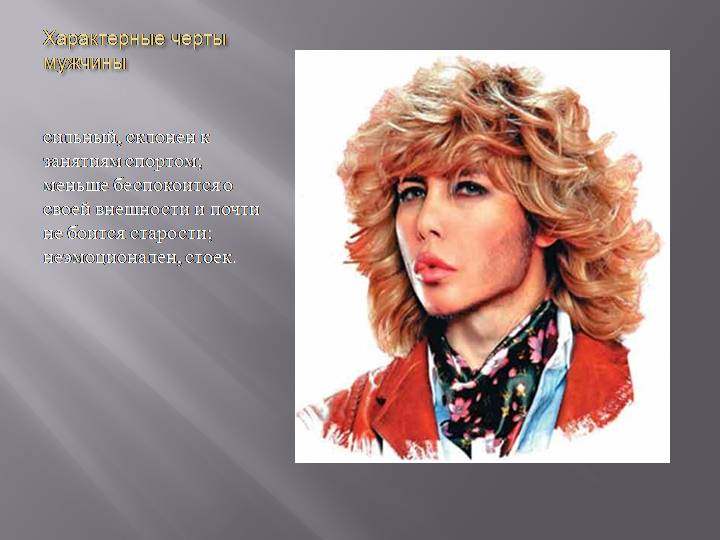 Характерные черты
мужчины
сильный, склонен к
занятиям спортом;
меньше беспокоится о
своей внешности и почти
не боится старости;
неэмоционален, стоек.